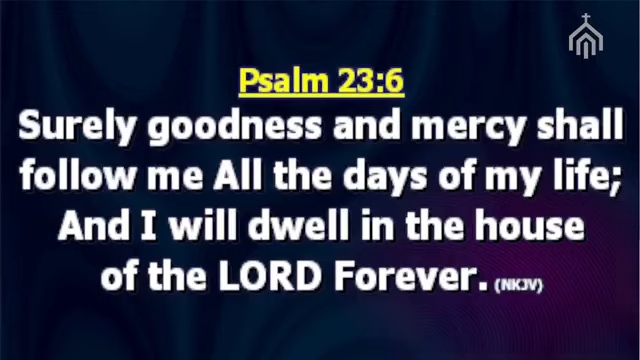 Psalm 23:6
Surely goodness and mercy shall
follow me All the days of my life;
And I will dwell in the house
of the LORD Forever. (NKJV)